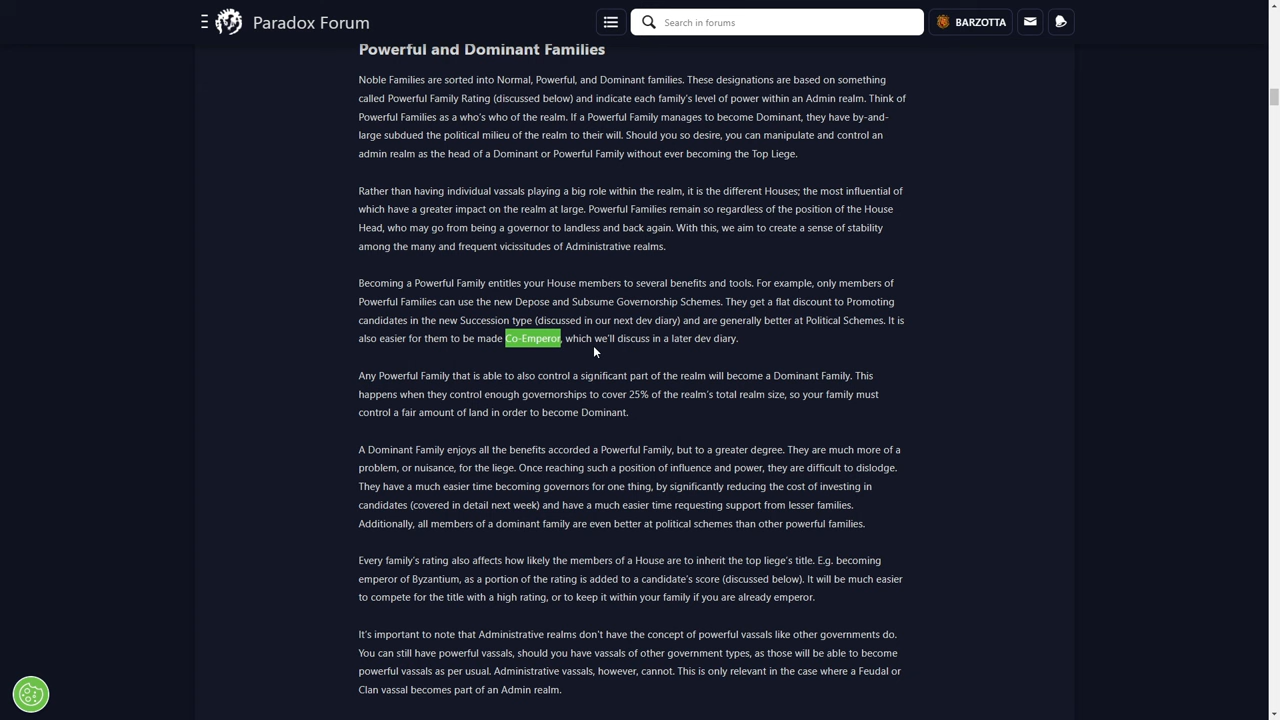 Paradox Forum
Search in forums
BARZOTTA
Powerful and Dominant Families
Noble Families are sorted into Normal, Powerful, and Dominant families. These designations are based on something
called Powerful Family Rating (discussed below) and indicate each family's level of power within an Admin realm. Think of
Powerful Families as a who's who of the realm. If a Powerful Family manages to become Dominant, they have by-and-
large subdued the political milieu of the realm to their will. Should you so desire, you can manipulate and control an
admin realm as the head of a Dominant or Powerful Family without ever becoming the Top Liege.
Rather than having individual vassals playing a big role within the realm, it is the different Houses; the most influential of
which have a greater impact on the realm at large. Powerful Families remain so regardless of the position of the House
Head, who may go from being a governor to landless and back again. With this, we aim to create a sense of stability
among the many and frequent vicissitudes of Administrative realms.
Becoming a Powerful Family entitles your House members to several benefits and tools. For example, only members of
Powerful Families can use the new Depose and Subsume Governorship Schemes. They get a flat discount to Promoting
candidates in the new Succession type (discussed in our next dev diary) and are generally better at Political Schemes. It is
also easier for them to be made Co-Emperor, which we'll discuss in a later dev diary.
Any Powerful Family that is able to also control a significant part of the realm will become a Dominant Family. This
happens when they control enough governorships to cover 25% of the realm's total realm size, so your family must
control a fair amount of land in order to become Dominant.
A Dominant Family enjoys all the benefits accorded a Powerful Family, but to a greater degree. They are much more of a
problem, or nuisance, for the liege. Once reaching such a position of influence and power, they are difficult to dislodge.
They have a much easier time becoming governors for one thing, by significantly reducing the cost of investing in
candidates (covered in detail next week) and have a much easier time requesting support from lesser families.
Additionally, all members of a dominant family are even better at political schemes than other powerful families.
Every family's rating also affects how likely the members of a House are to inherit the top liege's title. E.g. becoming
emperor of Byzantium, as a portion of the rating is added to a candidate's score (discussed below). It will be much easier
to compete for the title with a high rating, or to keep it within your family if you are already emperor.
It's important to note that Administrative realms don't have the concept of powerful vassals like other governments do.
You can still have powerful vassals, should you have vassals of other government types, as those will be able to become
powerful vassals as per usual. Administrative vassals, however, cannot. This is only relevant in the case where a Feudal or
Clan vassal becomes part of an Admin realm.